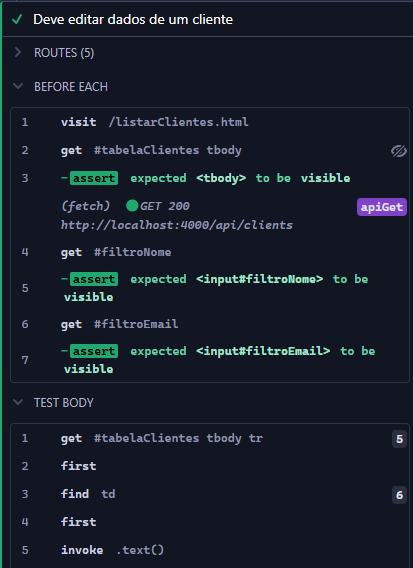 Deve editar dados de um cliente
ROUTES (5)
BEFORE EACH
1 visit /listarClientes.html
2 get #tabelaClientes tbody
3 -assert expected <tbody> to be visible
(fetch) GET 200 apiGet
http://localhost:4000/api/clients
4 get #filtroNome
5 -assert expected <input#filtroNome> to be
visible
6 get #filtroEmail
7 -assert expected <input#filtroEmail> to be
visible
TEST BODY
1 get #tabelaClientes tbody tr 5
2 first
3 find td 6
4 first
5 invoke .text()